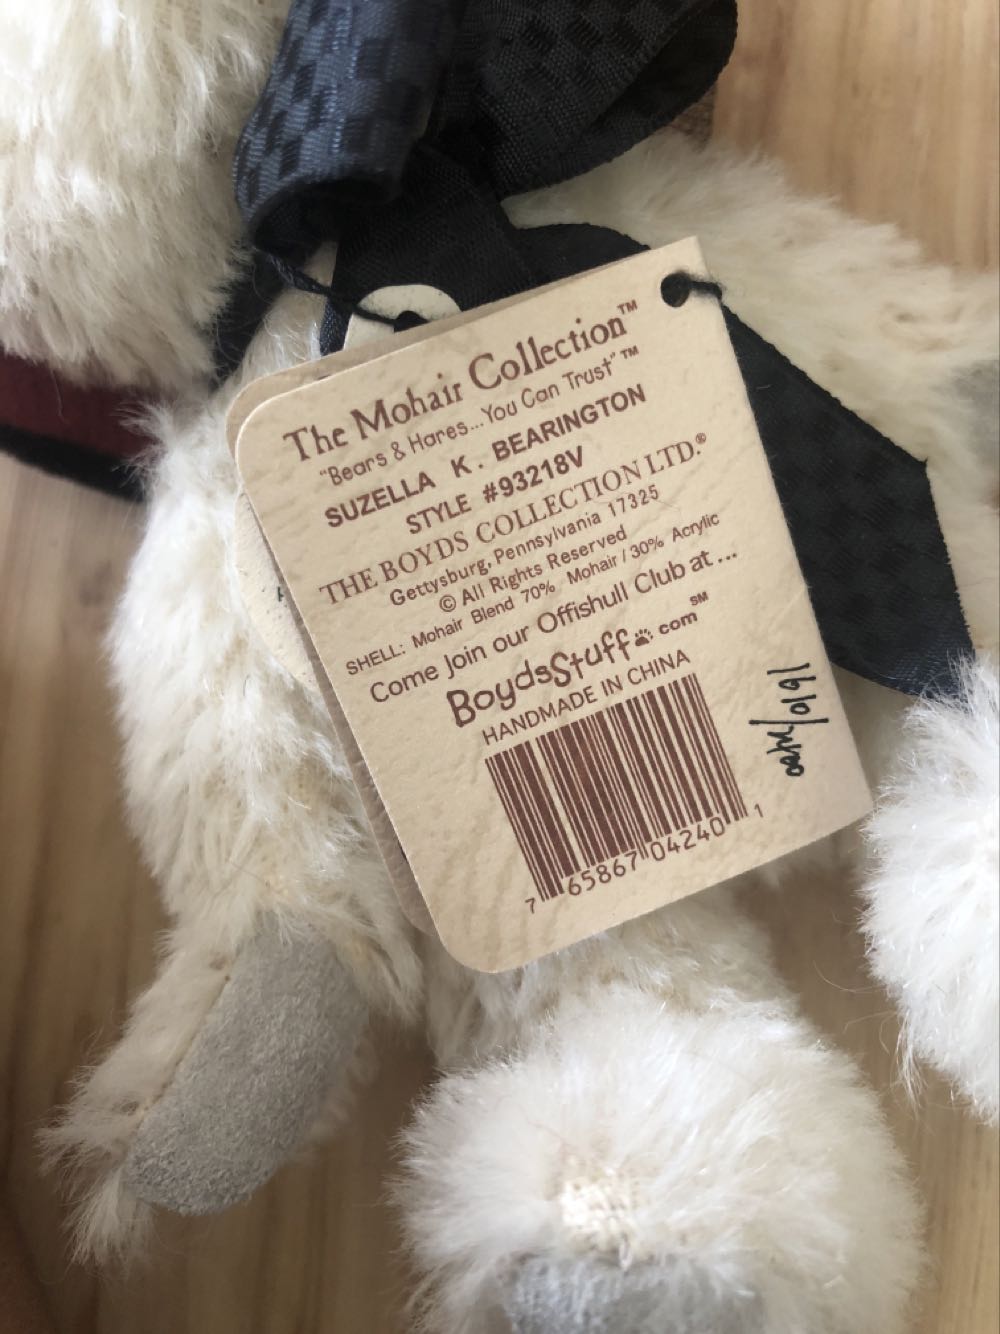 The Mohair Collection™
"Bears & Hares...You Can Trust"™
SUZELLA K. BEARINGTON
STYLE #93218V
THE BOYDS COLLECTION LTD.®
Gettysburg, Pennsylvania 17325
© All Rights Reserved
SHELL: Mohair Blend 70% Mohair / 30% Acrylic
Come Join our Offishull Club at ...
BoydsStuff.com℠
HANDMADE IN CHINA
7 65867 04240 1